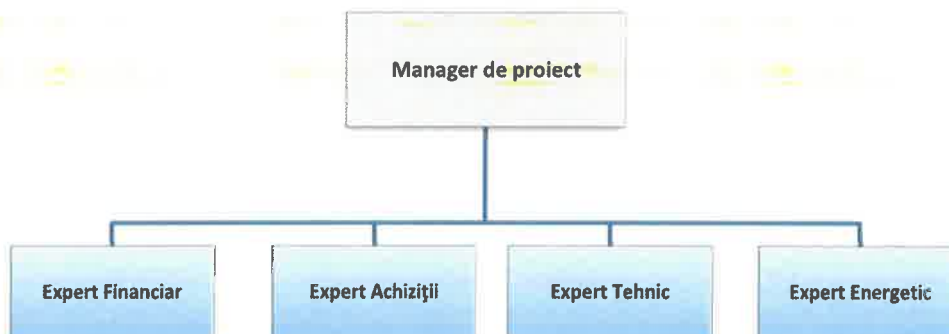 Manager de proiect
Expert Financiar
Expert Achiziţii
Expert Tehnic
Expert Energetic